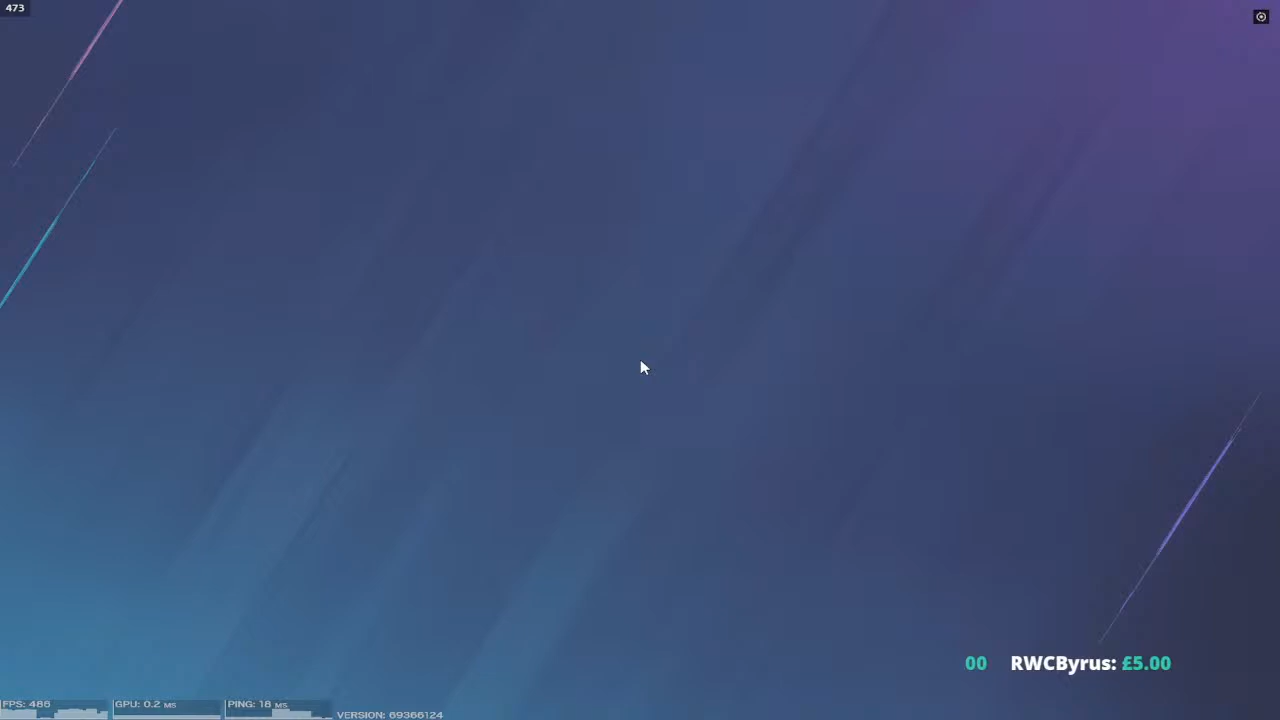 473
00 RWCByrus: £5.00
FPS: 486 GPU: 0.2 MS PING: 18 MS VERSION: 69366124